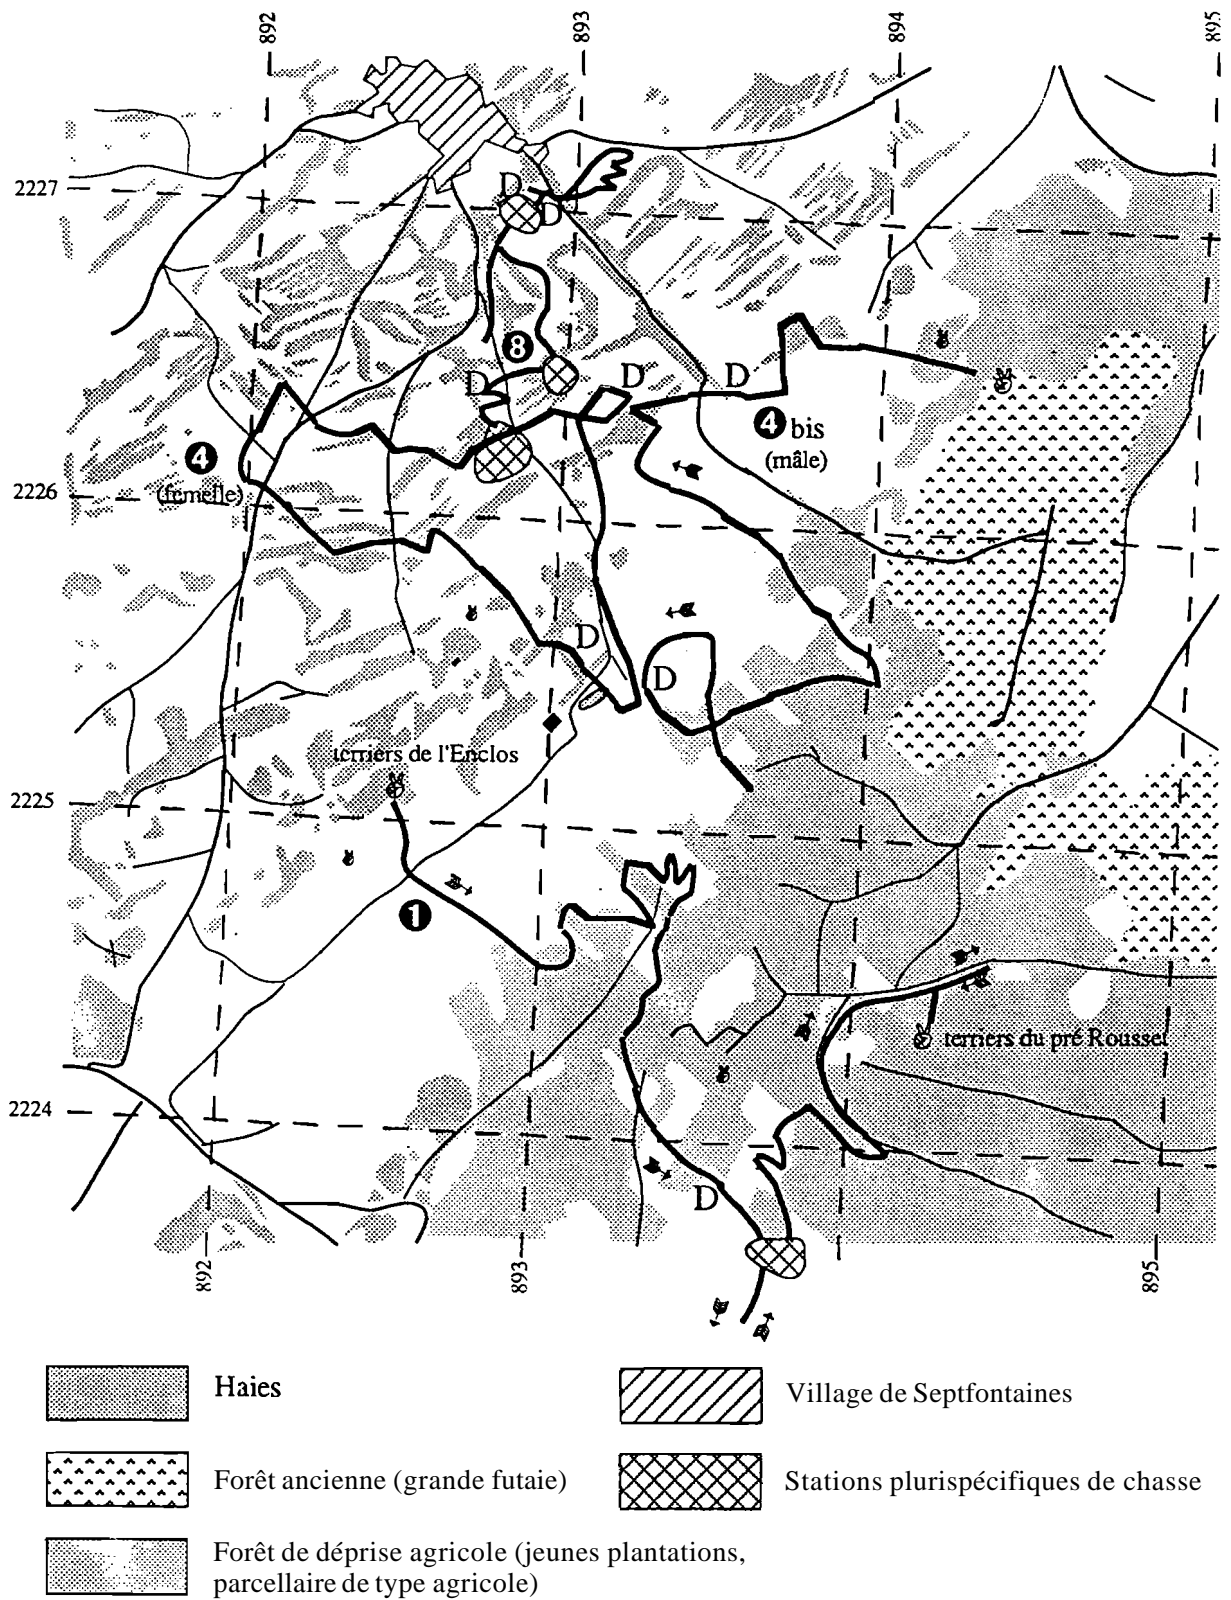 892
893
894
895
2227
D
D
8
D
D
D
4 bis
(mâle)
4
(femelle)
2226
D
D
terriers de l'Enclos
2225
1
terriers du pré Roussel
2224
D
892
893
895
Haies
Village de Septfontaines
Forêt ancienne (grande futaie)
Stations plurispécifiques de chasse
Forêt de déprise agricole (jeunes plantations,
parcellaire de type agricole)